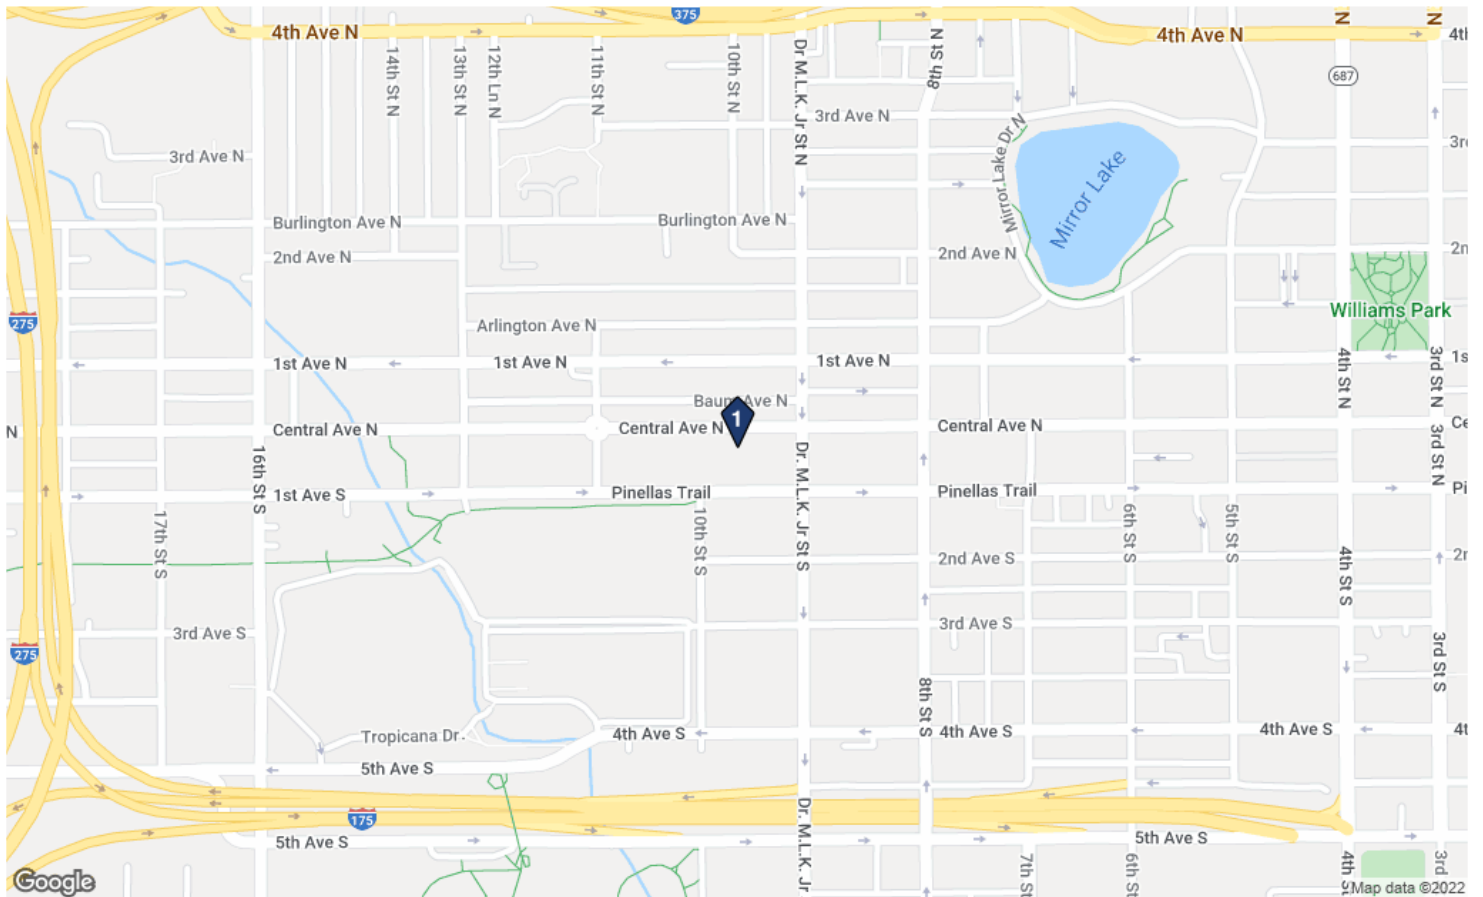 375
4th Ave N
4th Ave N
4th
N
N
687
14th St N
13th St N
12th Ln N
11th St N
10th St N
Dr M.L.K. Jr St N
8th St N
3rd Ave N
3rd Ave N
Mirror Lake Dr N
Mirror Lake
Burlington Ave N
Burlington Ave N
2nd Ave N
2nd Ave N
275
Arlington Ave N
Williams Park
1st Ave N
1st Ave N
1st Ave N
4th St N
3rd St N
Baum Ave N
1
N
Central Ave N
Central Ave N
Central Ave N
3rd St N
16th St S
1st Ave S
Pinellas Trail
Pinellas Trail
Dr. M.L.K. Jr St S
17th St S
10th St S
6th St S
5th St S
4th St S
2nd Ave S
3rd Ave S
3rd Ave S
275
3rd St S
8th St S
Tropicana Dr.
4th Ave S
4th Ave S
4th Ave S
5th Ave S
175
Dr. M.L.K. Jr
5th Ave S
5th Ave S
7th St
6th St
4th
3rd
Google
Map data ©2022